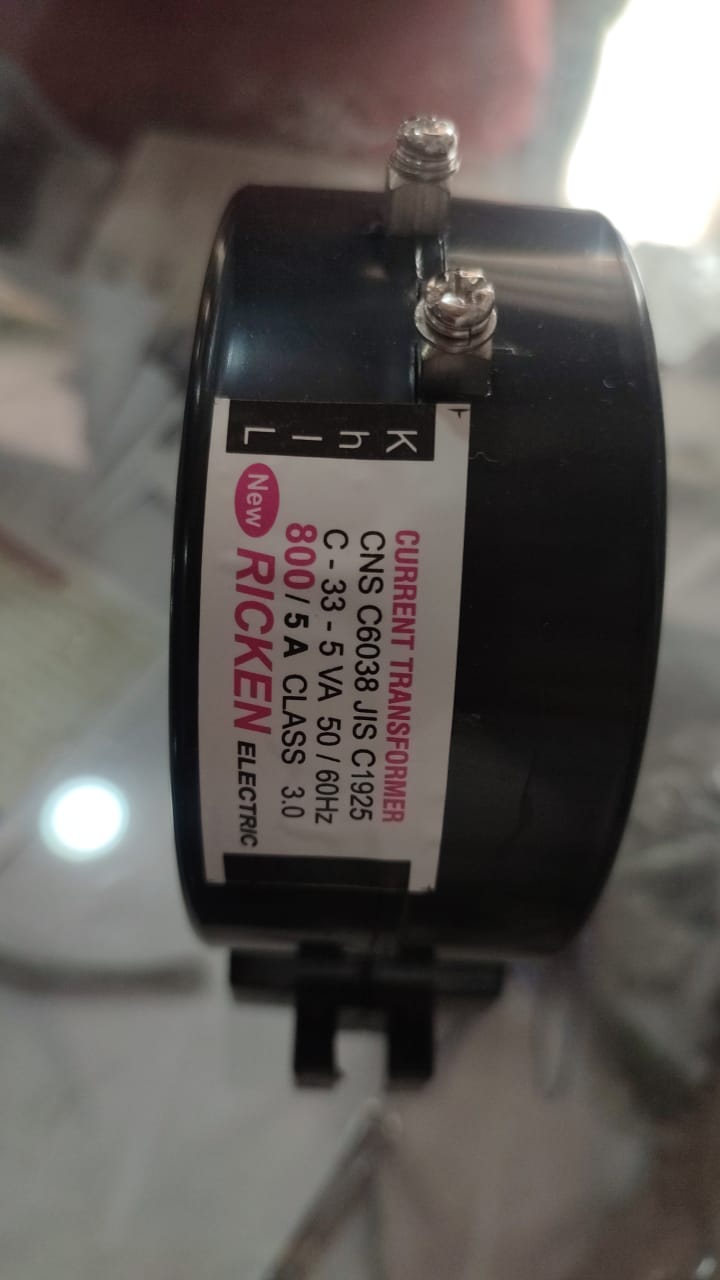 K h l L
CURRENT TRANSFORMER
CNS C6038 JIS C1925
C - 33 - 5 VA 50 / 60Hz
800 / 5 A CLASS 3.0
New RICKEN ELECTRIC